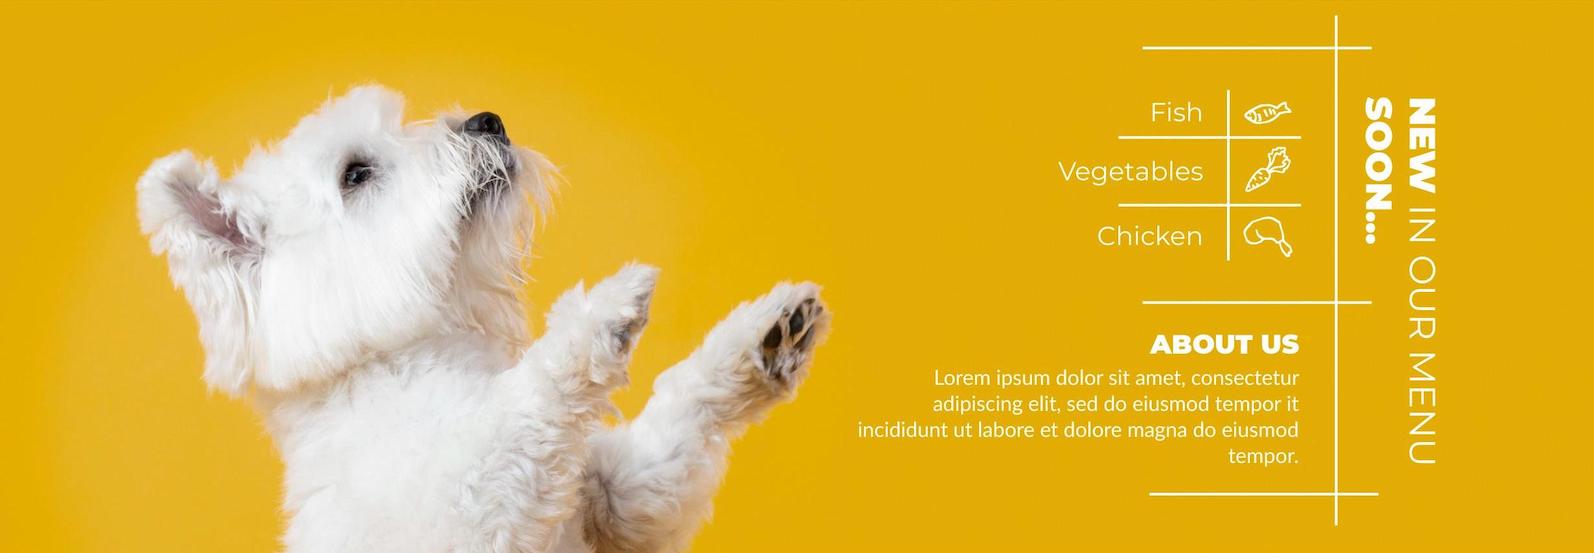 Fish
Vegetables
Chicken
NEW IN OUR MENU
SOON...
ABOUT US
Lorem ipsum dolor sit amet, consectetur
adipiscing elit, sed do eiusmod tempor it
incididunt ut labore et dolore magna do eiusmod
tempor.